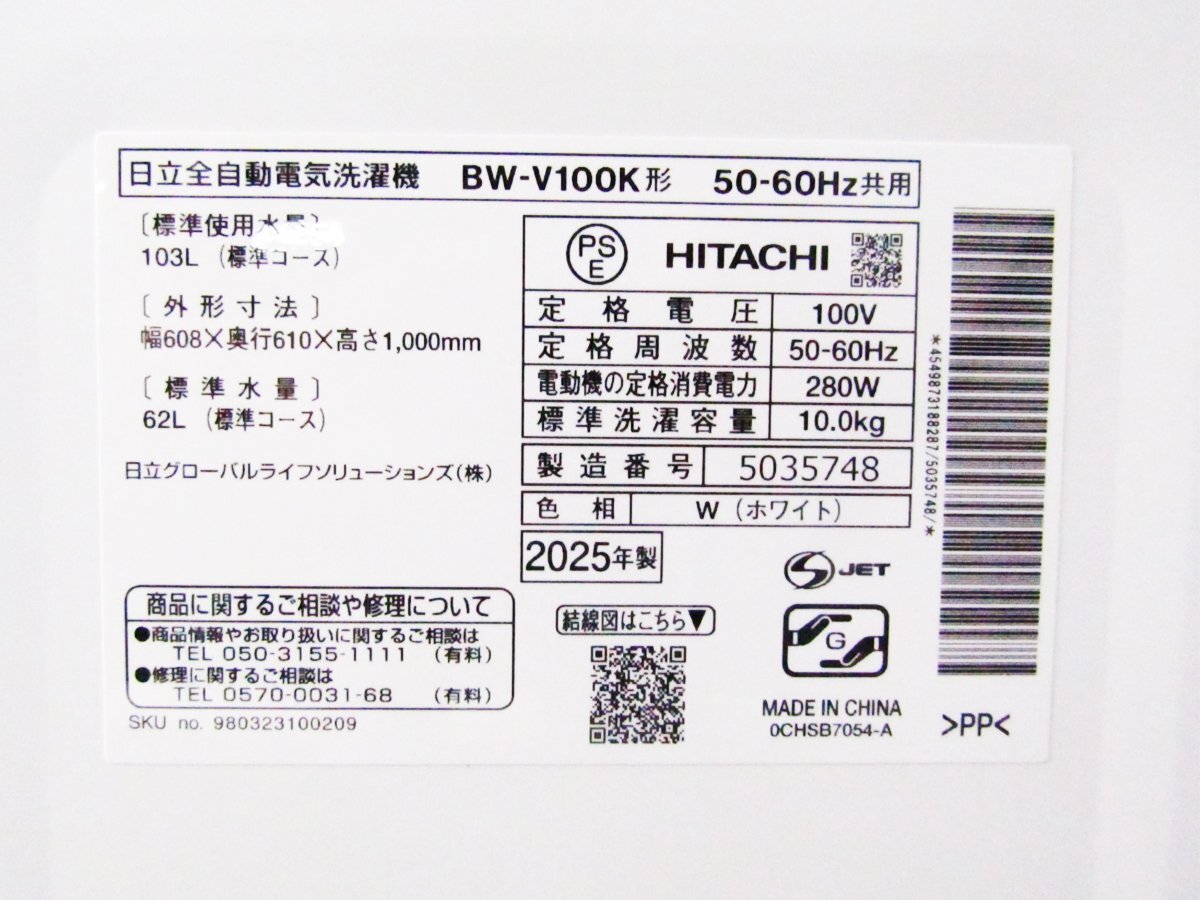 日立全自動電気洗濯機 BW-V100K形 50-60Hz共用
〔標準使用水量〕
103L (標準コース)
〔外形寸法〕
幅608×奥行610×高さ1,000mm
〔標準水量〕
62L (標準コース)
日立グローバルライフソリューションズ(株)
PS
E
HITACHI
定格電圧 100V
定格周波数 50-60Hz
電動機の定格消費電力 280W
標準洗濯容量 10.0kg
製造番号 5035748
色相 W (ホワイト)
2025年製
JET
G
商品に関するご相談や修理について
●商品情報やお取り扱いに関するご相談は
TEL 050-3155-1111 (有料)
●修理に関するご相談は
TEL 0570-0031-68 (有料)
SKU no. 980323100209
結線図はこちら▼
MADE IN CHINA
0CHSB7054-A
>PP<
*4549873188287/5035748/*